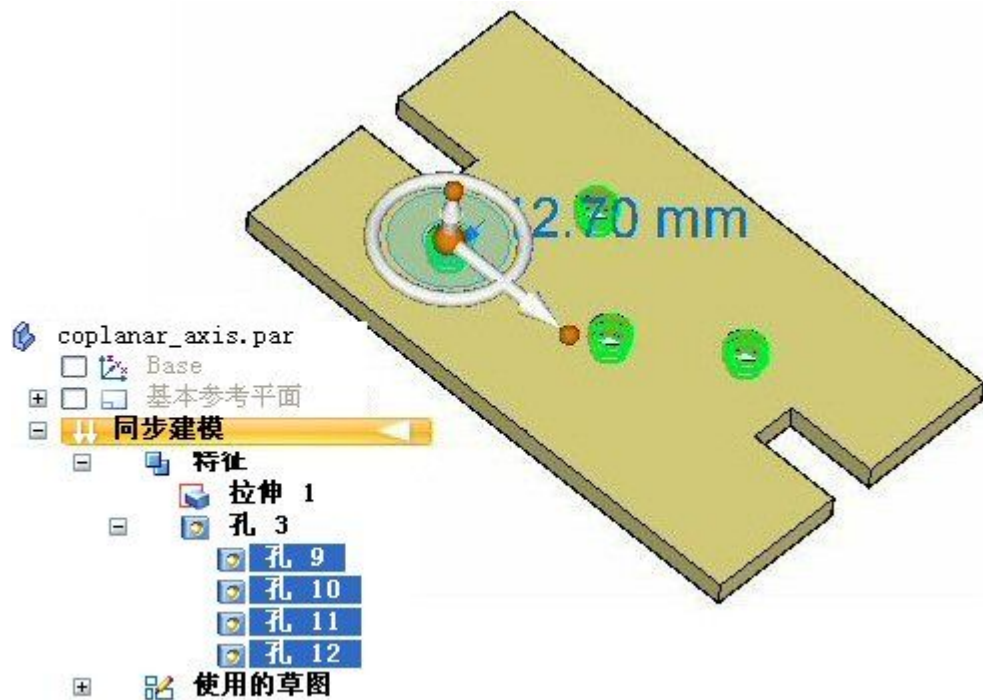 12.70 mm
coplanar_axis.par
Base
基本参考平面
同步建模
特征
拉伸 1
孔 3
孔 9
孔 10
孔 11
孔 12
使用的草图